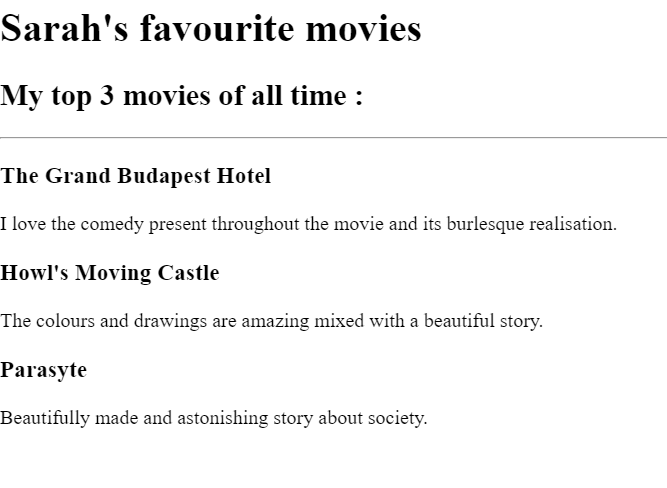 Sarah's favourite movies
My top 3 movies of all time :
The Grand Budapest Hotel
I love the comedy present throughout the movie and its burlesque realisation.
Howl's Moving Castle
The colours and drawings are amazing mixed with a beautiful story.
Parasyte
Beautifully made and astonishing story about society.